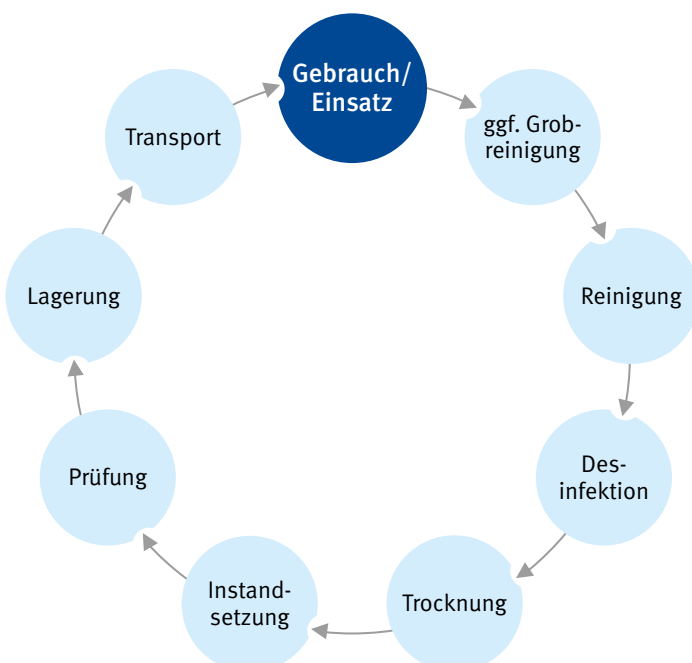 Gebrauch/
Einsatz
ggf. Grob-
reinigung
Reinigung
Des-
infektion
Trocknung
Instand-
setzung
Prüfung
Lagerung
Transport